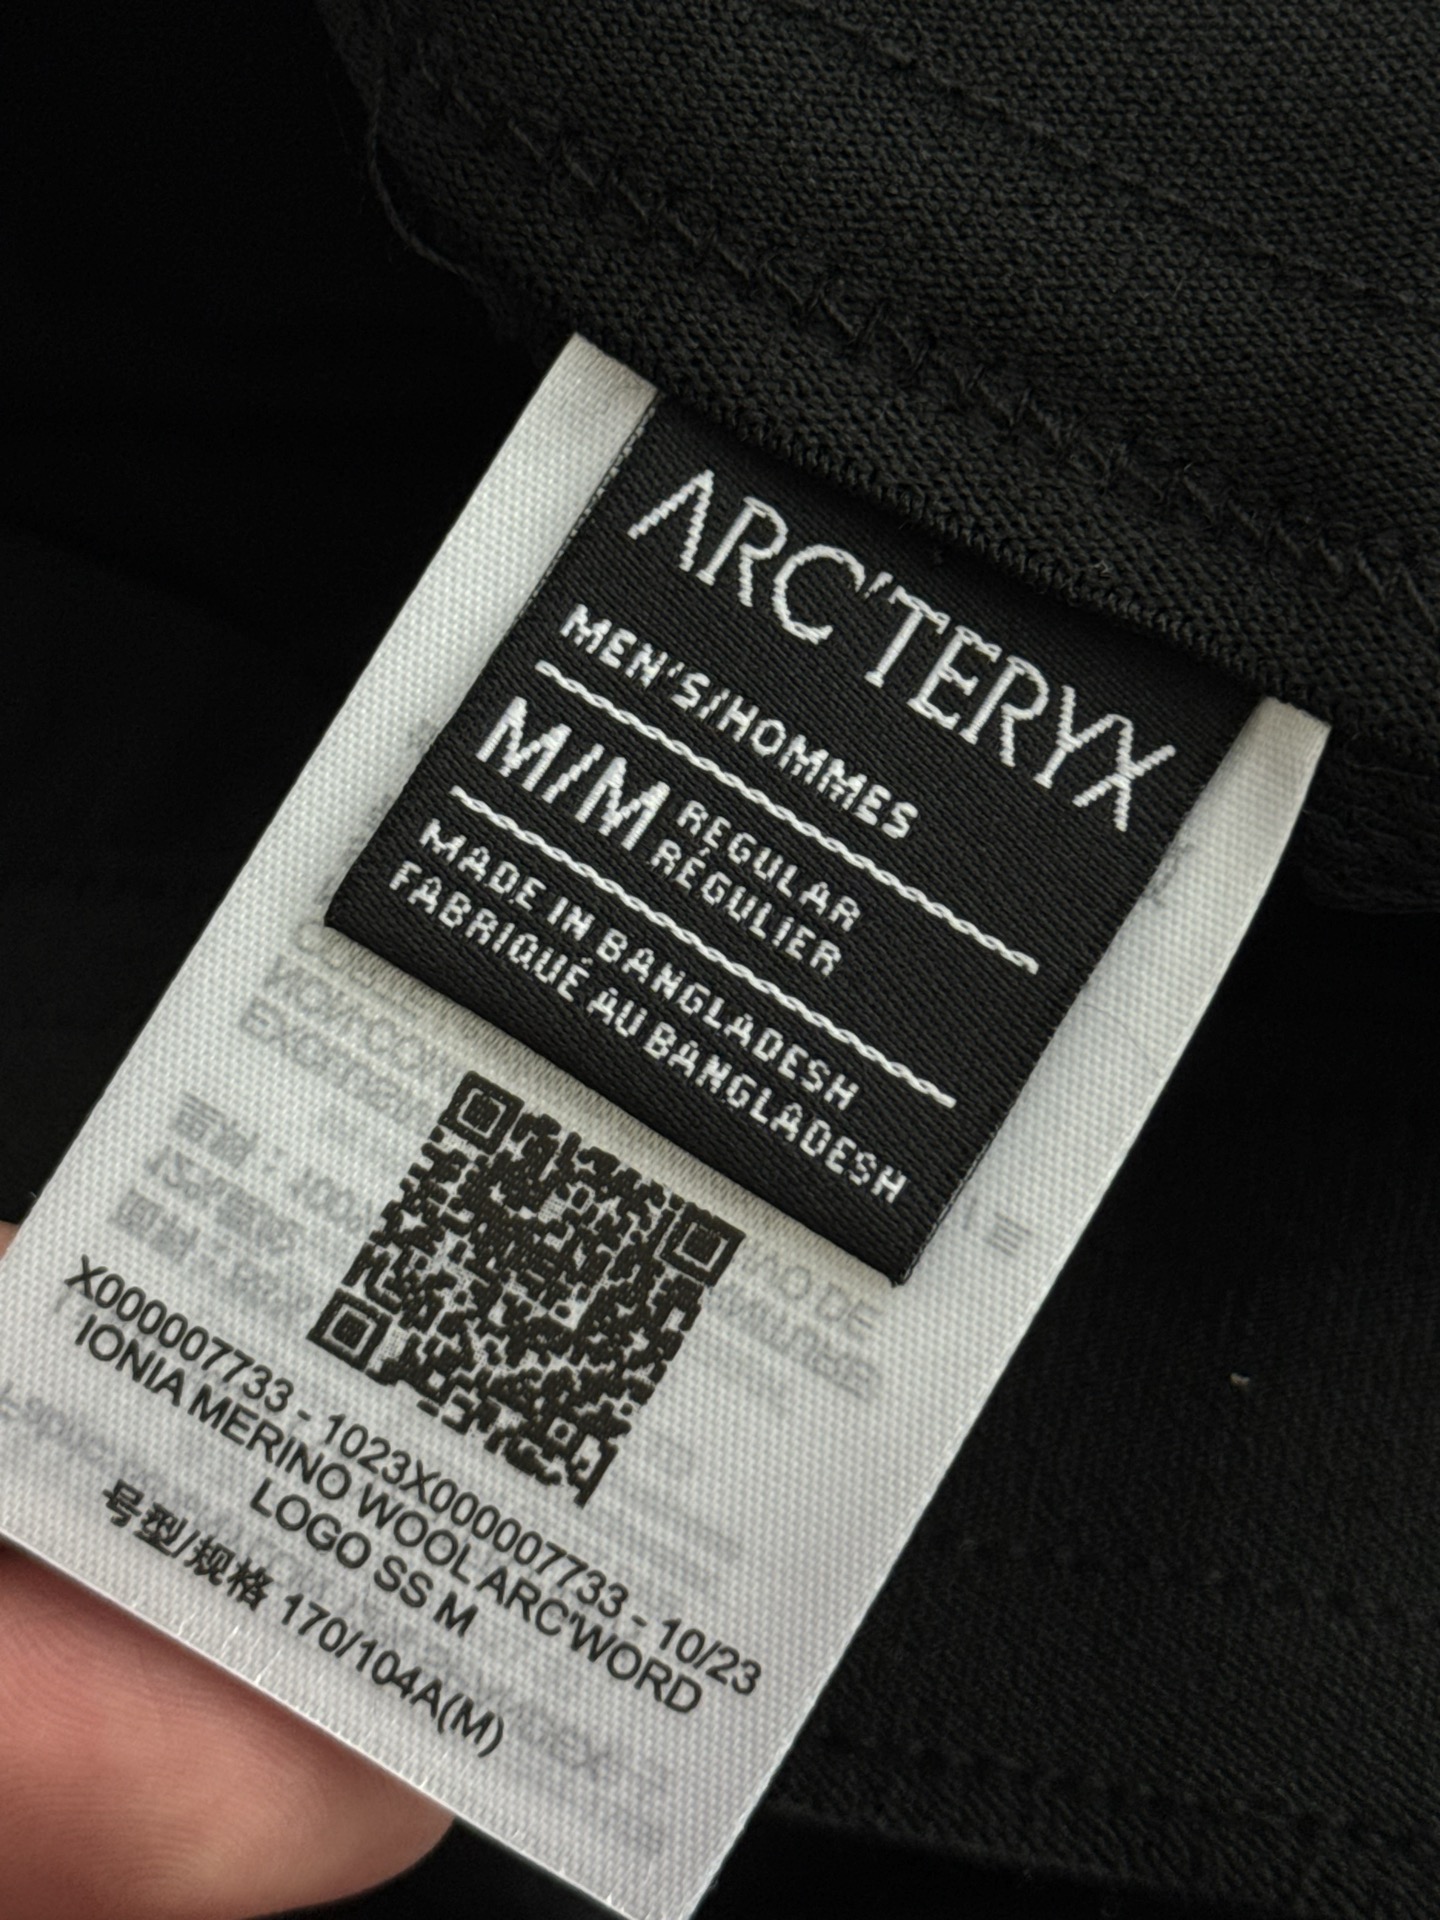 ARC'TERYX
MEN'S/HOMMES
M/M REGULAR
RÉGULIER
MADE IN BANGLADESH
FABRIQUÉ AU BANGLADESH
X000007733 - 1023X000007733 - 10/23
IONIA MERINO WOOL ARC'WORD
LOGO SS M
号型/规格 170/104A(M)